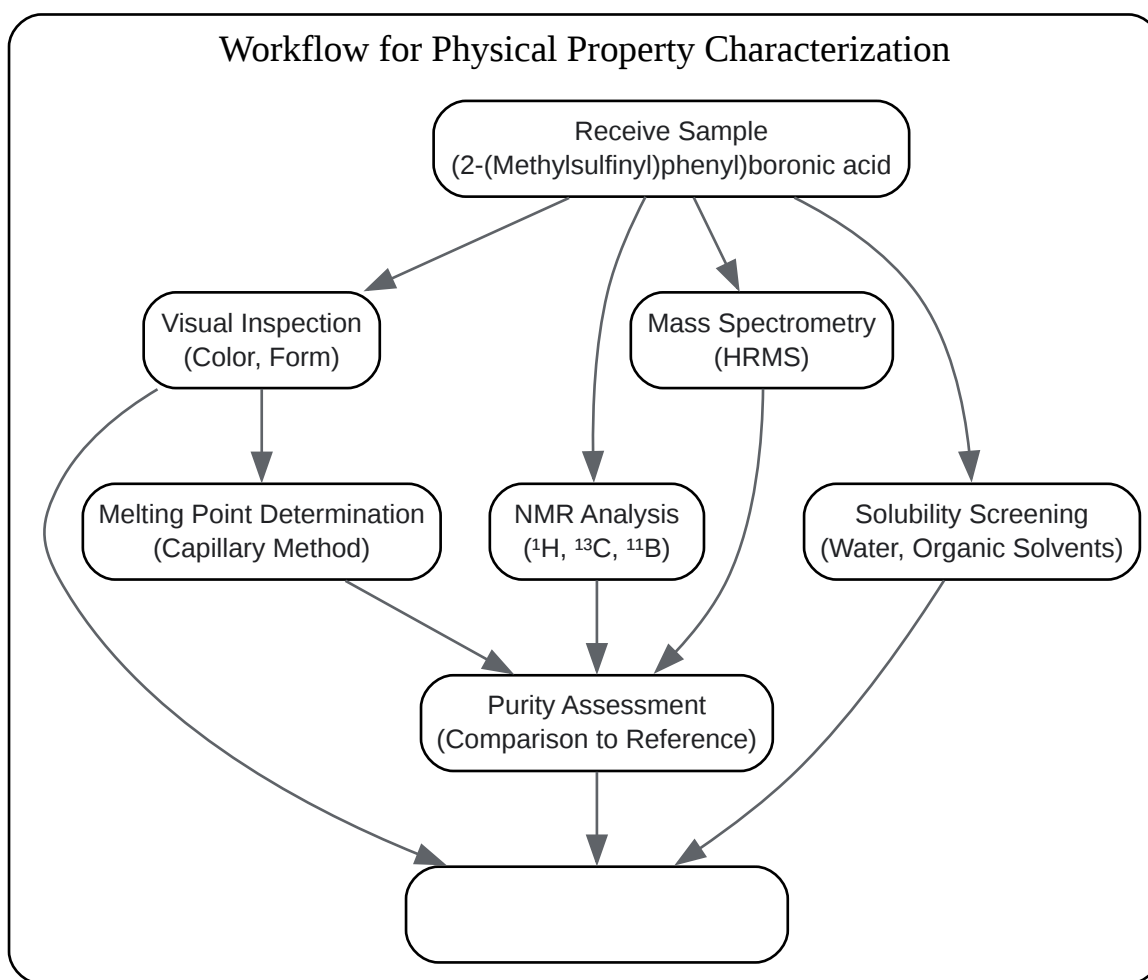 Workflow for Physical Property Characterization
Receive Sample
(2-(Methylsulfinyl)phenyl)boronic acid
Visual Inspection
(Color, Form)
Mass Spectrometry
(HRMS)
Melting Point Determination
(Capillary Method)
NMR Analysis
(¹H, ¹³C, ¹¹B)
Solubility Screening
(Water, Organic Solvents)
Purity Assessment
(Comparison to Reference)